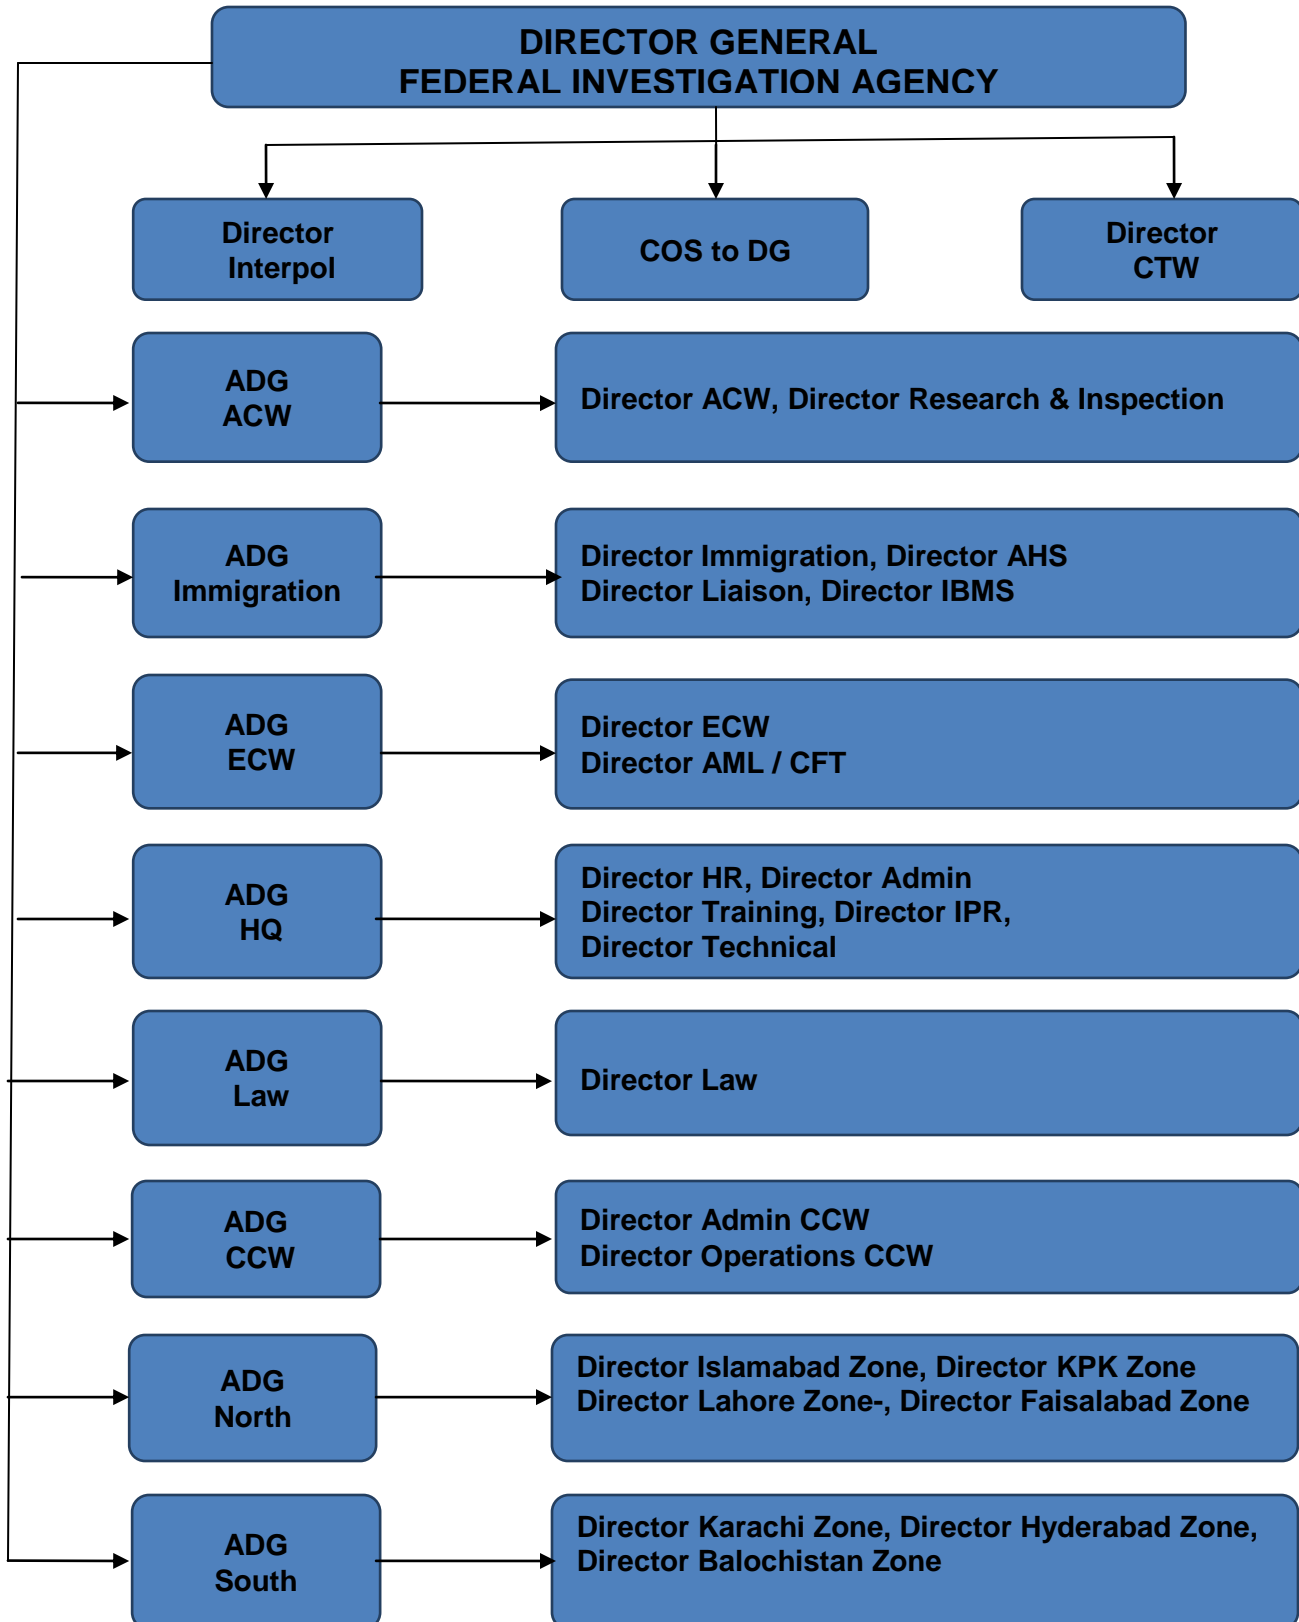 DIRECTOR GENERAL
FEDERAL INVESTIGATION AGENCY
Director
Interpol
COS to DG
Director
CTW
ADG
ACW
Director ACW, Director Research & Inspection
ADG
Immigration
Director Immigration, Director AHS
Director Liaison, Director IBMS
ADG
ECW
Director ECW
Director AML / CFT
ADG
HQ
Director HR, Director Admin
Director Training, Director IPR,
Director Technical
ADG
Law
Director Law
ADG
CCW
Director Admin CCW
Director Operations CCW
ADG
North
Director Islamabad Zone, Director KPK Zone
Director Lahore Zone-, Director Faisalabad Zone
ADG
South
Director Karachi Zone, Director Hyderabad Zone,
Director Balochistan Zone